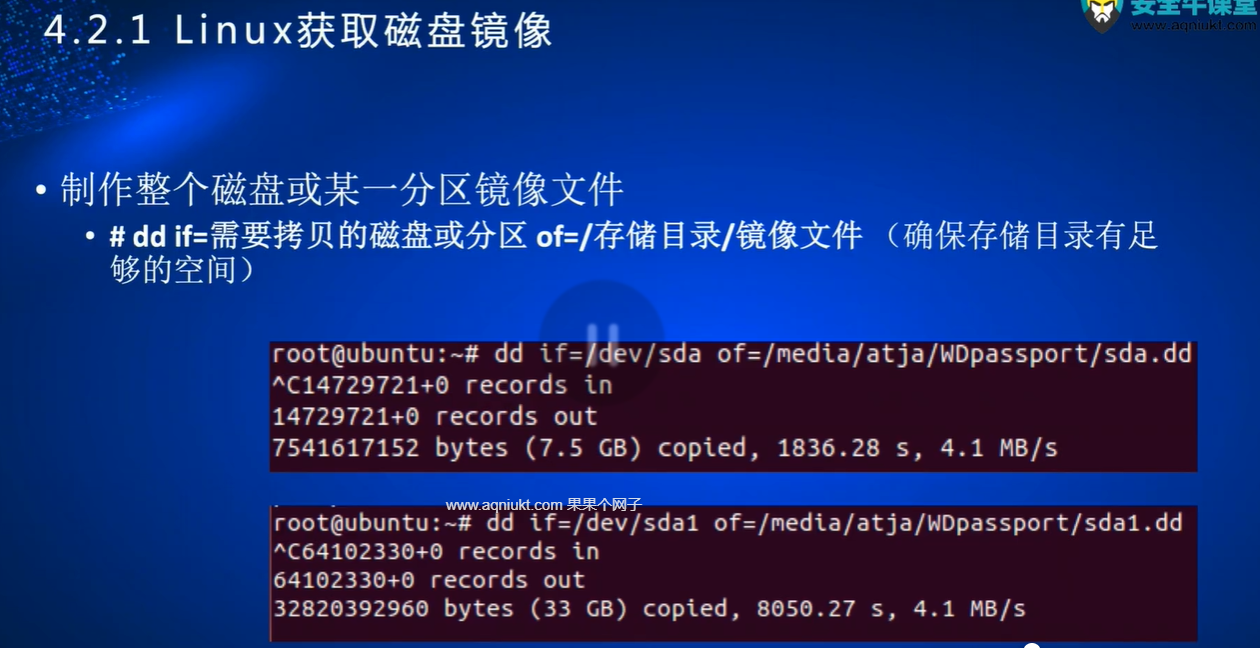 4.2.1 Linux获取磁盘镜像
安全牛课堂
www.aqniukt.com
• 制作整个磁盘或某一分区镜像文件
• # dd if=需要拷贝的磁盘或分区 of=/存储目录/镜像文件 （确保存储目录有足
够的空间）
root@ubuntu:~# dd if=/dev/sda of=/media/atja/WDpassport/sda.dd
^C14729721+0 records in
14729721+0 records out
7541617152 bytes (7.5 GB) copied, 1836.28 s, 4.1 MB/s
www.aqniukt.com 果果个网子
root@ubuntu:~# dd if=/dev/sda1 of=/media/atja/WDpassport/sda1.dd
^C64102330+0 records in
64102330+0 records out
32820392960 bytes (33 GB) copied, 8050.27 s, 4.1 MB/s